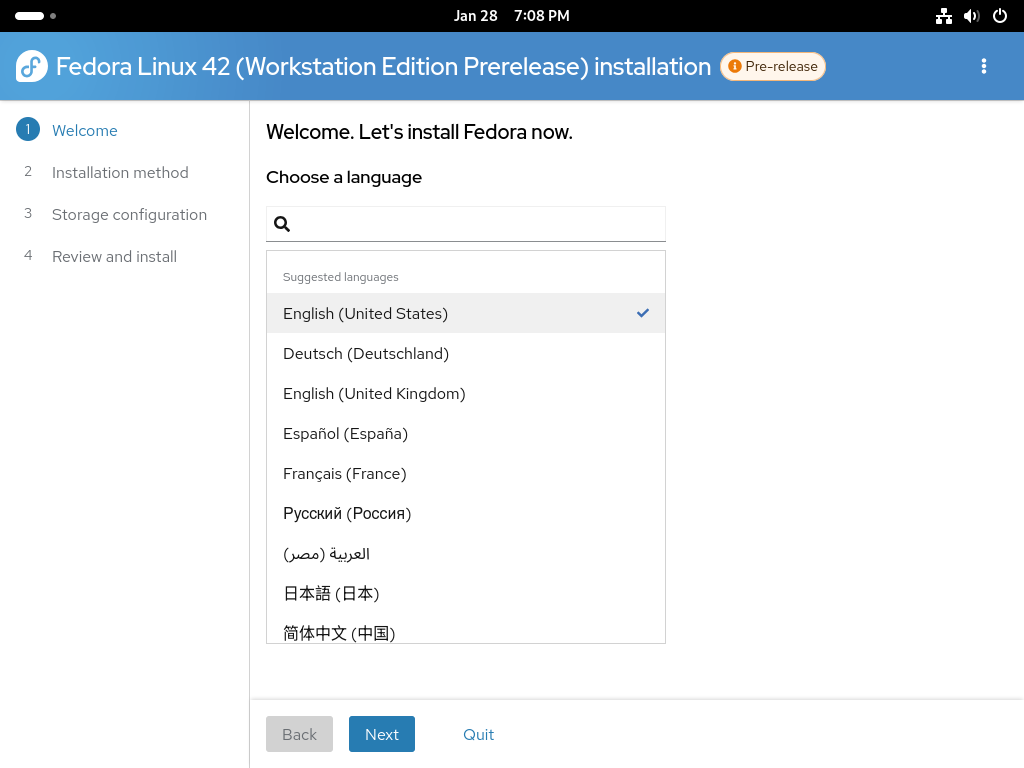 Jan 28 7:08 PM
Fedora Linux 42 (Workstation Edition Prerelease) installation Pre-release
1 Welcome
2 Installation method
3 Storage configuration
4 Review and install
Welcome. Let's install Fedora now.
Choose a language
Suggested languages
English (United States)
Deutsch (Deutschland)
English (United Kingdom)
Español (España)
Français (France)
Русский (Россия)
العربية (مصر)
日本語 (日本)
简体中文 (中国)
Back Next Quit